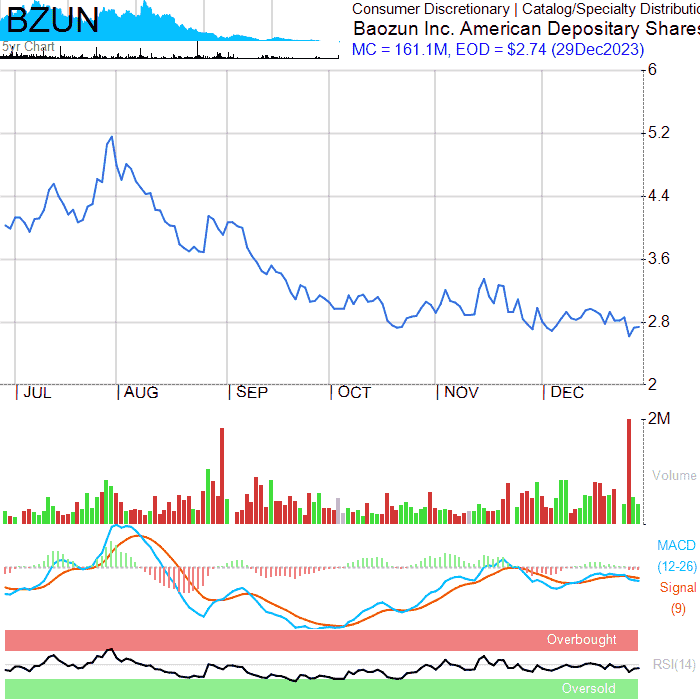 BZUN
Consumer Discretionary | Catalog/Specialty Distributio
Baozun Inc. American Depositary Shares
5yr Chart
MC = 161.1M, EOD = $2.74 (29Dec2023)
6
5.2
4.4
3.6
2.8
2
JUL AUG SEP OCT NOV DEC
2M
Volume
MACD
(12-26)
Signal
(9)
Overbought
RSI(14)
Oversold